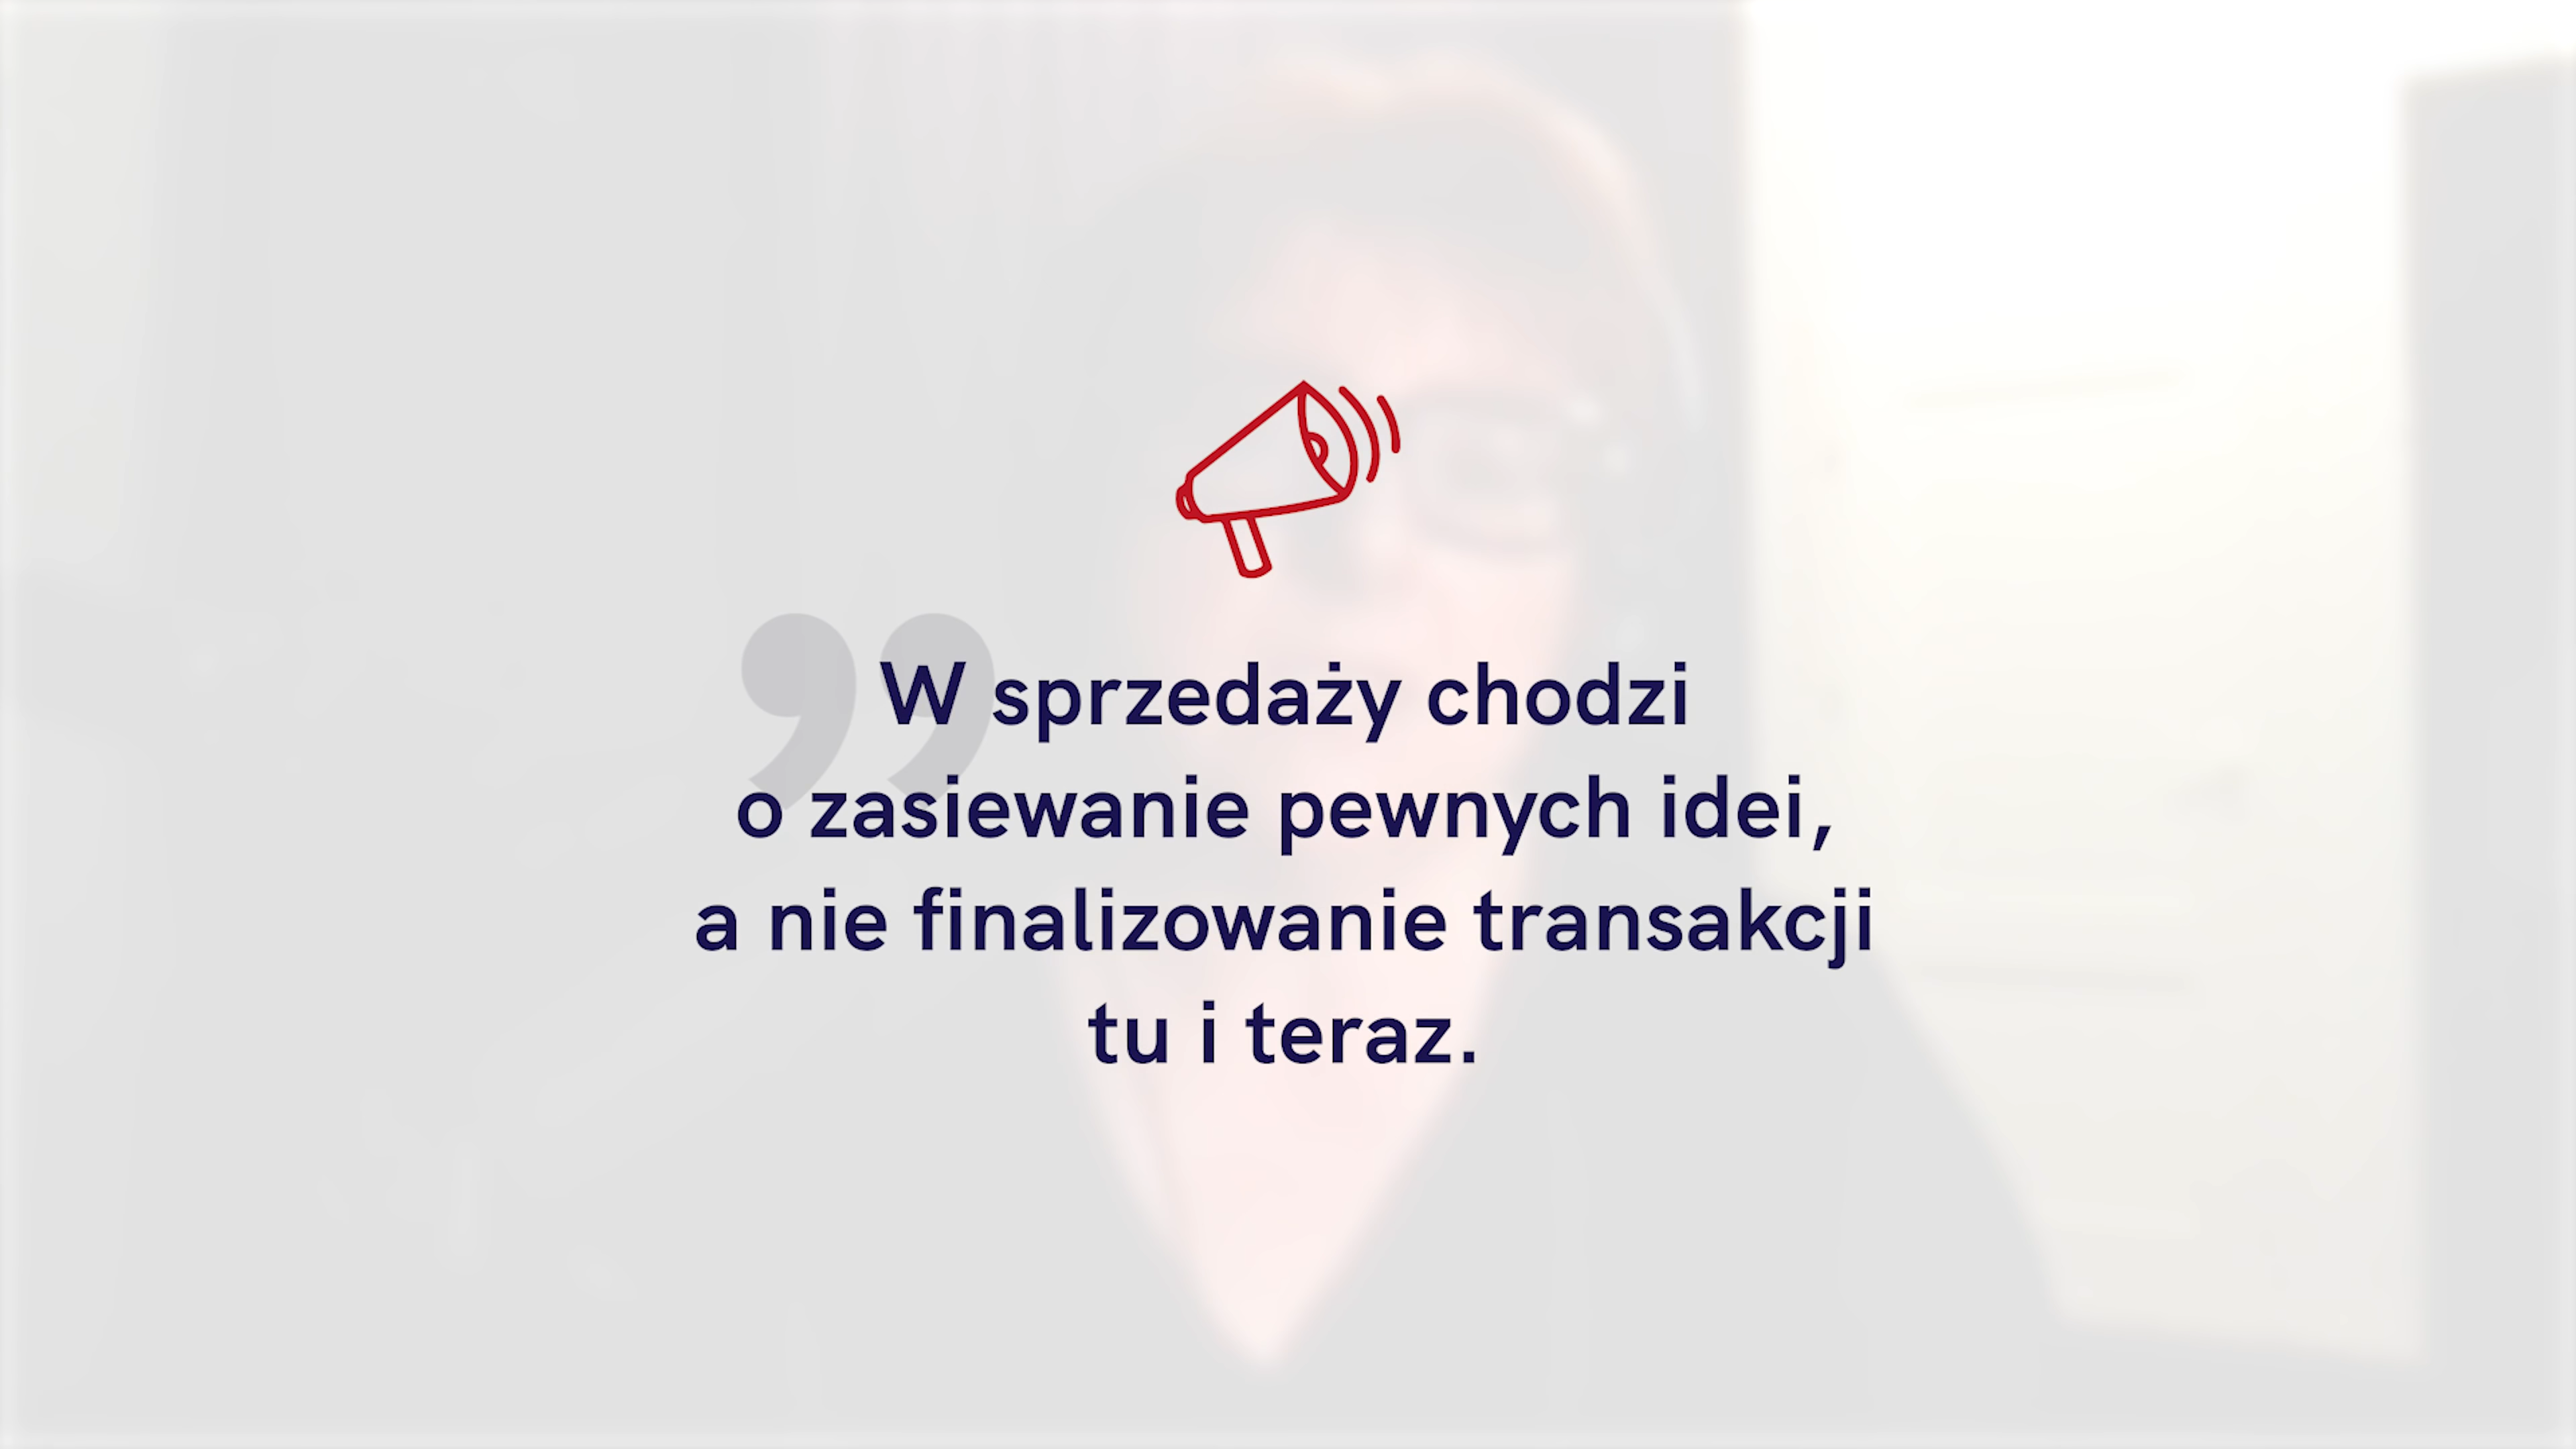 W sprzedaży chodzi
o zasiewanie pewnych idei,
a nie finalizowanie transakcji
tu i teraz.